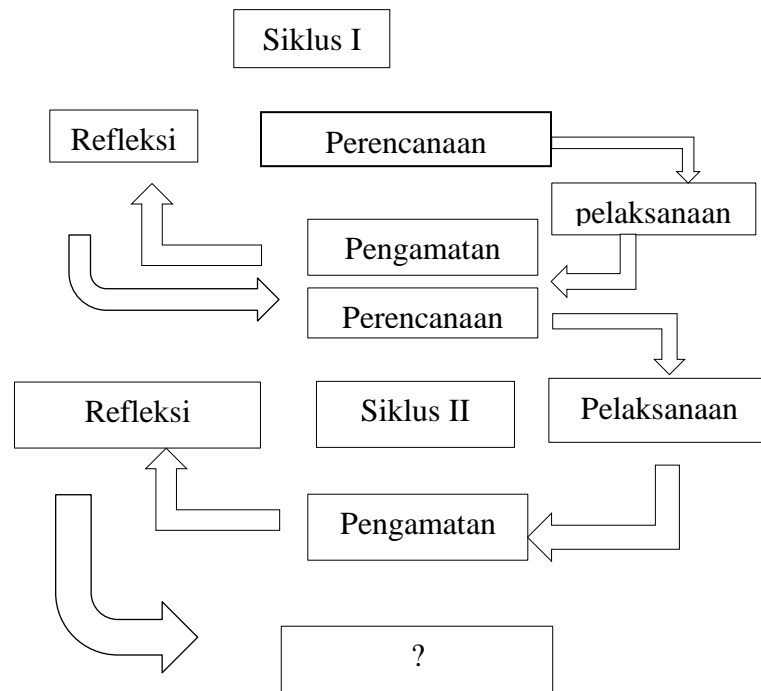 Siklus I
Refleksi
Perencanaan
pelaksanaan
Pengamatan
Perencanaan
Refleksi
Siklus II
Pelaksanaan
Pengamatan
?